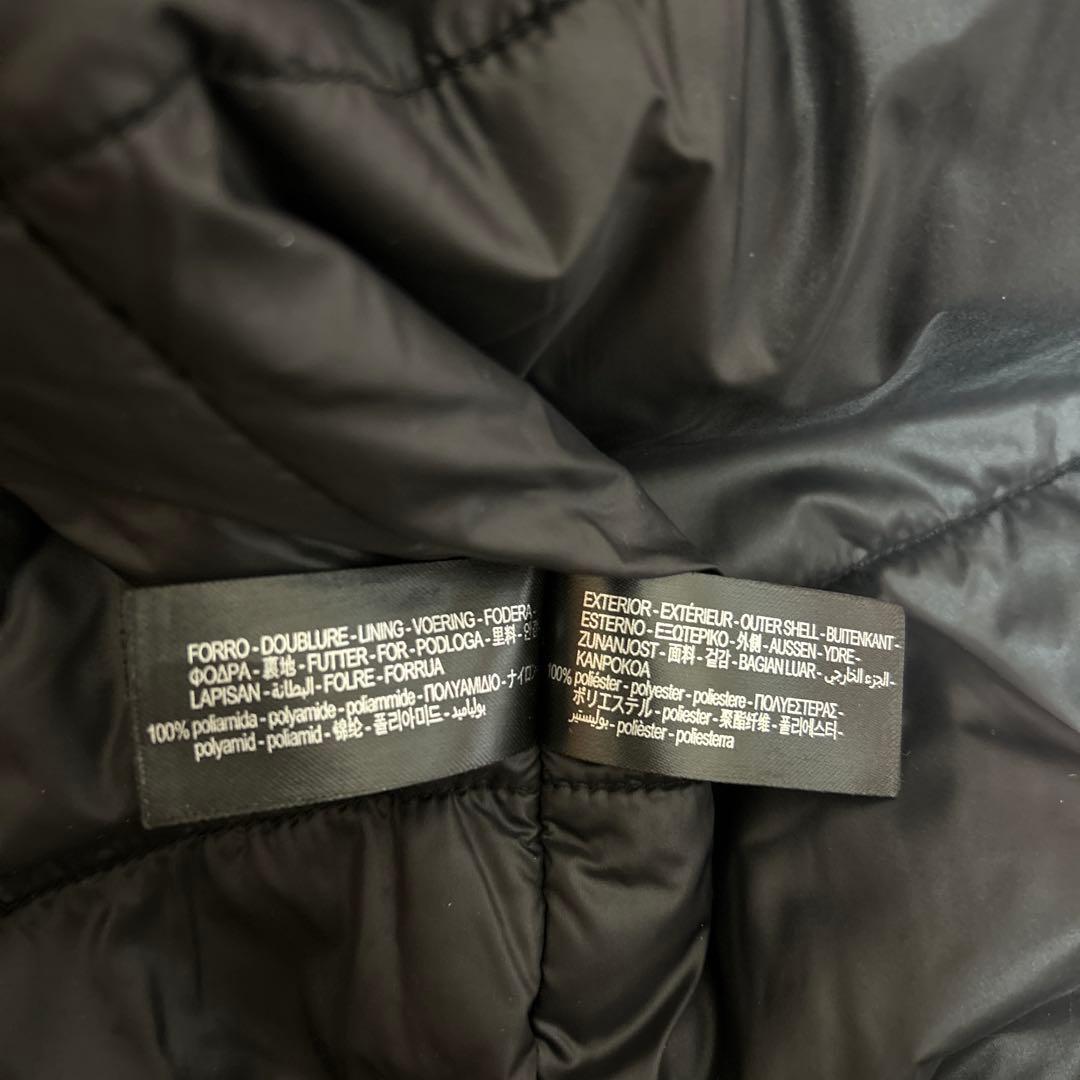 FORRO - DOUBLURE - LINING - VOERING - FODERA -
ΦΟΔΡΑ - 裏地 - FUTTER - FOR - PODLOGA - 里料 - 안감
LAPISAN - البطانة - FOLRE - FORRUA
100% poliamida - polyamide - poliammide - ΠΟΛΥΑΜΙΔΙΟ - ナイロン
polyamid - poliamid - 锦纶 - 폴리아미드 - بولياميد
EXTERIOR - EXTÉRIEUR - OUTER SHELL - BUITENKANT -
ESTERNO - ΕΞΩΤΕΡΙΚΟ - 外側 - AUSSEN - YDRE -
ZUNANJOST - 面料 - 겉감 - BAGIAN LUAR - الجزء الخارجي -
KANPOKOA
100% poliéster - polyester - poliestere - ΠΟΛΥΕΣΤΕΡΑΣ -
ポリエステル - poliester - 聚酯纤维 - 폴리에스터 -
بوليستير - polièster - poliesterra